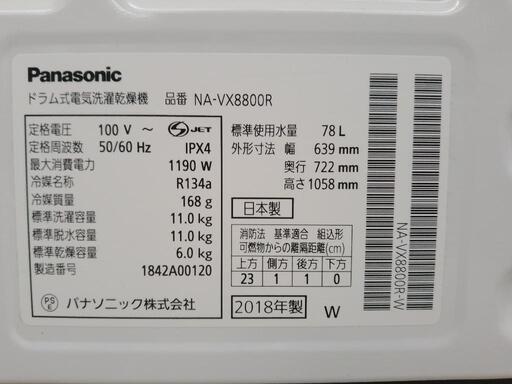 Panasonic
ドラム式電気洗濯乾燥機 品番 NA-VX8800R
定格電圧 100 V ～
定格周波数 50/60 Hz
S JET
IPX4
最大消費電力 1190 W
冷媒名称 R134a
冷媒質量 168 g
標準洗濯容量 11.0 kg
標準脱水容量 11.0 kg
標準乾燥容量 6.0 kg
製造番号 1842A00120
PS E パナソニック株式会社
標準使用水量 78 L
外形寸法 幅 639 mm
奥行 722 mm
高さ 1058 mm
日本製
消防法 基準適合 組込形
可燃物からの離隔距離(cm)
上方 側方 後方 下方
23 1 1 0
2018年製 W
NA-VX8800R-W